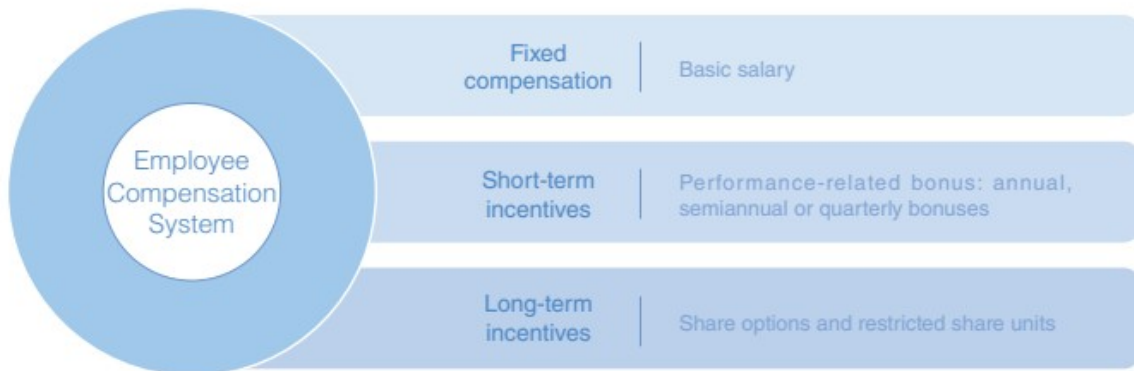 Employee
Compensation
System
Fixed
compensation
Basic salary
Short-term
incentives
Performance-related bonus: annual,
semiannual or quarterly bonuses
Long-term
incentives
Share options and restricted share units